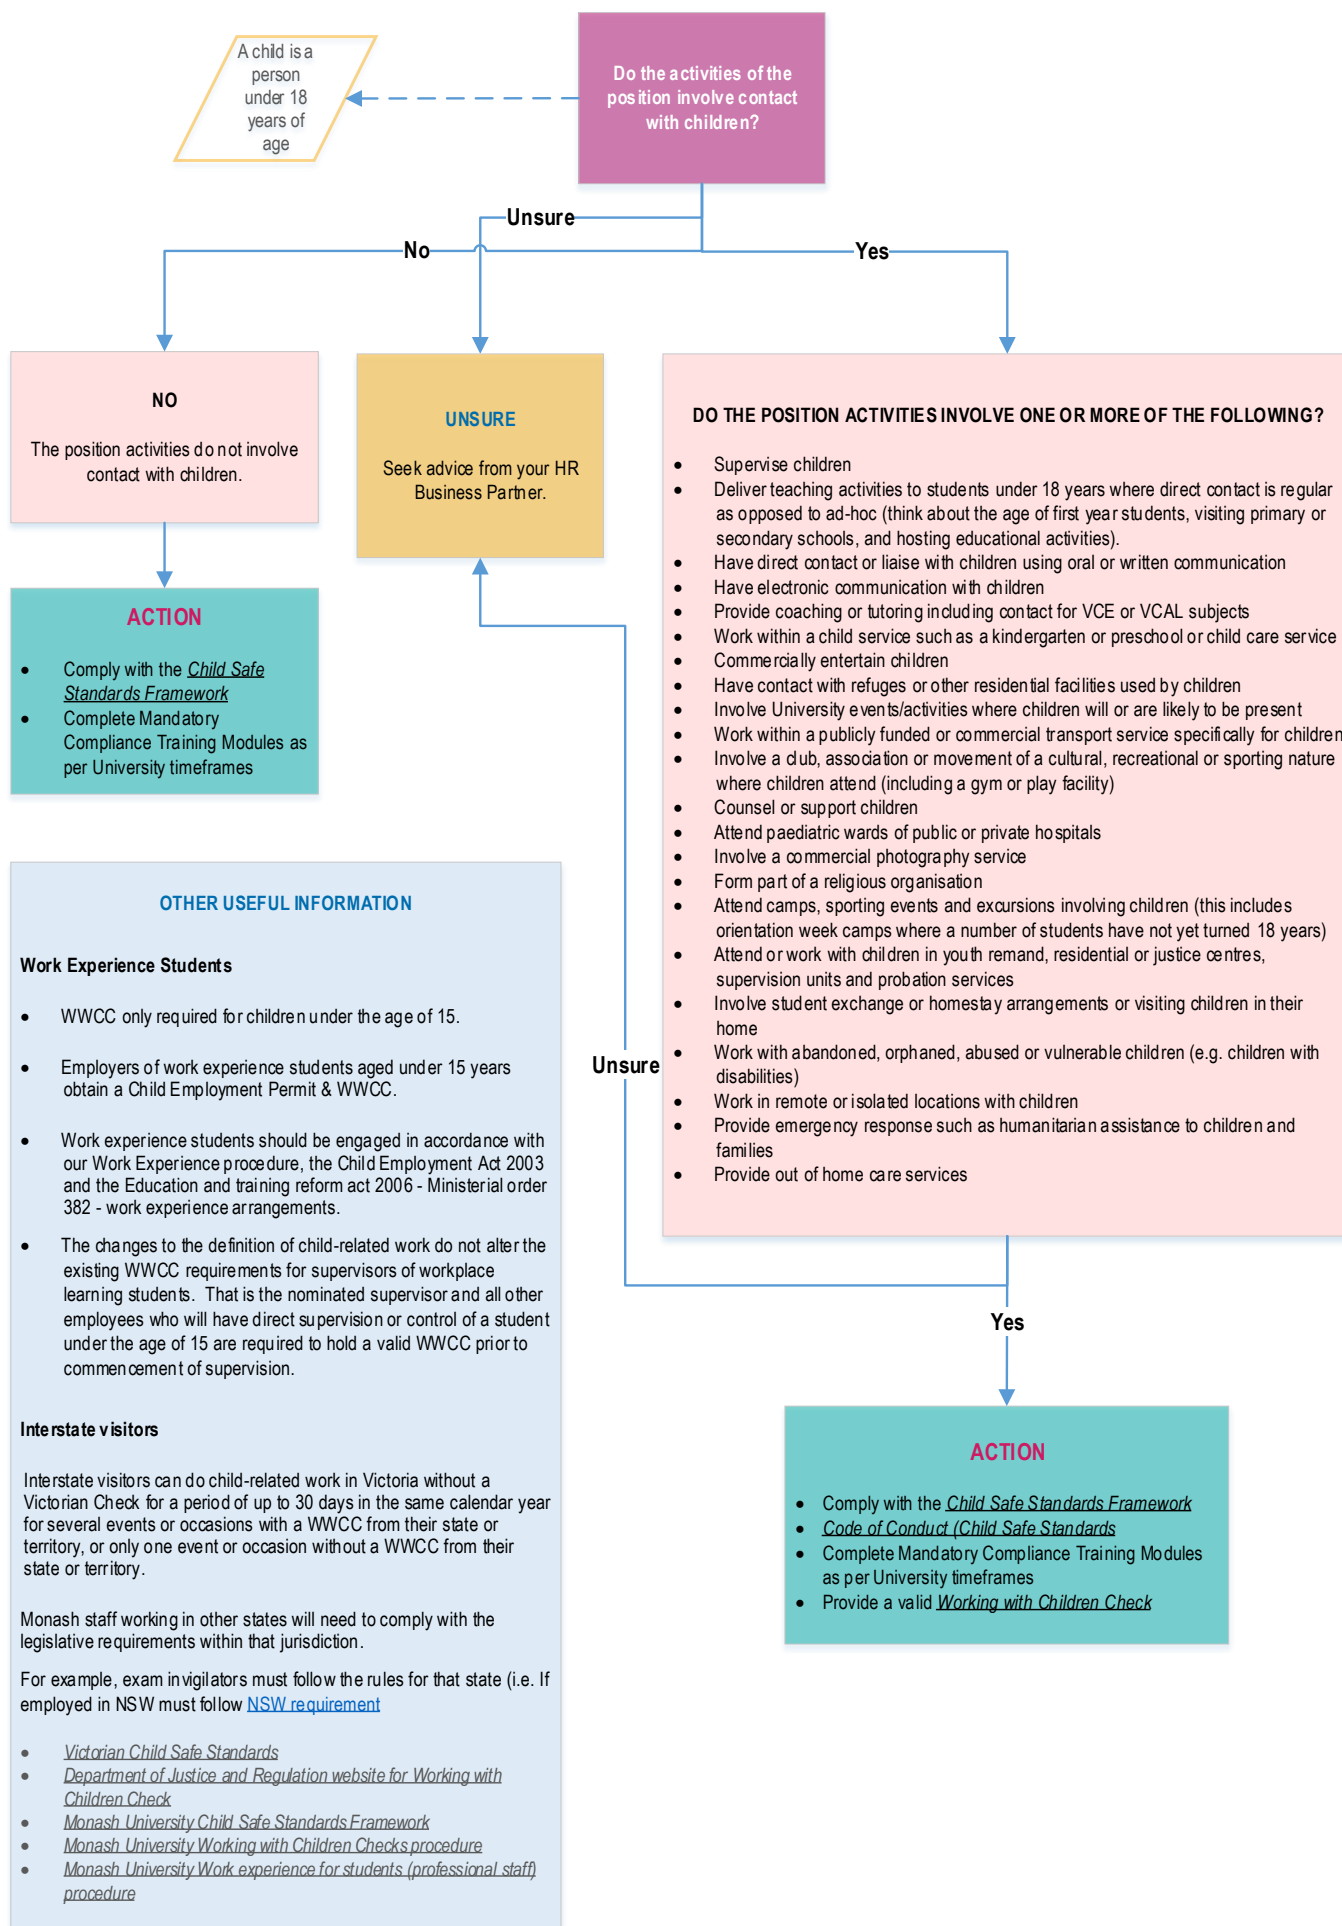 A child is a
person
under 18
years of
age
Do the activities of the
position involve contact
with children?
Unsure
No
Yes
NO
The position activities do not involve
contact with children.
UNSURE
Seek advice from your HR
Business Partner.
ACTION
• Comply with the Child Safe
Standards Framework
• Complete Mandatory
Compliance Training Modules as
per University timeframes
DO THE POSITION ACTIVITIES INVOLVE ONE OR MORE OF THE FOLLOWING?
• Supervise children
• Deliver teaching activities to students under 18 years where direct contact is regular
as opposed to ad-hoc (think about the age of first year students, visiting primary or
secondary schools, and hosting educational activities).
• Have direct contact or liaise with children using oral or written communication
• Have electronic communication with children
• Provide coaching or tutoring including contact for VCE or VCAL subjects
• Work within a child service such as a kindergarten or preschool or child care service
• Commercially entertain children
• Have contact with refuges or other residential facilities used by children
• Involve University events/activities where children will or are likely to be present
• Work within a publicly funded or commercial transport service specifically for children
• Involve a club, association or movement of a cultural, recreational or sporting nature
where children attend (including a gym or play facility)
• Counsel or support children
• Attend paediatric wards of public or private hospitals
• Involve a commercial photography service
• Form part of a religious organisation
• Attend camps, sporting events and excursions involving children (this includes
orientation week camps where a number of students have not yet turned 18 years)
• Attend or work with children in youth remand, residential or justice centres,
supervision units and probation services
• Involve student exchange or homestay arrangements or visiting children in their
home
• Work with abandoned, orphaned, abused or vulnerable children (e.g. children with
disabilities)
• Work in remote or isolated locations with children
• Provide emergency response such as humanitarian assistance to children and
families
• Provide out of home care services
Unsure
Yes
ACTION
• Comply with the Child Safe Standards Framework
• Code of Conduct (Child Safe Standards
• Complete Mandatory Compliance Training Modules
as per University timeframes
• Provide a valid Working with Children Check
OTHER USEFUL INFORMATION
Work Experience Students
• WWCC only required for children under the age of 15.
• Employers of work experience students aged under 15 years
obtain a Child Employment Permit & WWCC.
• Work experience students should be engaged in accordance with
our Work Experience procedure, the Child Employment Act 2003
and the Education and training reform act 2006 - Ministerial order
382 - work experience arrangements.
• The changes to the definition of child-related work do not alter the
existing WWCC requirements for supervisors of workplace
learning students. That is the nominated supervisor and all other
employees who will have direct supervision or control of a student
under the age of 15 are required to hold a valid WWCC prior to
commencement of supervision.
Interstate visitors
Interstate visitors can do child-related work in Victoria without a
Victorian Check for a period of up to 30 days in the same calendar year
for several events or occasions with a WWCC from their state or
territory, or only one event or occasion without a WWCC from their
state or territory.
Monash staff working in other states will need to comply with the
legislative requirements within that jurisdiction.
For example, exam invigilators must follow the rules for that state (i.e. If
employed in NSW must follow NSW requirement
• Victorian Child Safe Standards
• Department of Justice and Regulation website for Working with
Children Check
• Monash University Child Safe Standards Framework
• Monash University Working with Children Checks procedure
• Monash University Work experience for students (professional staff)
procedure